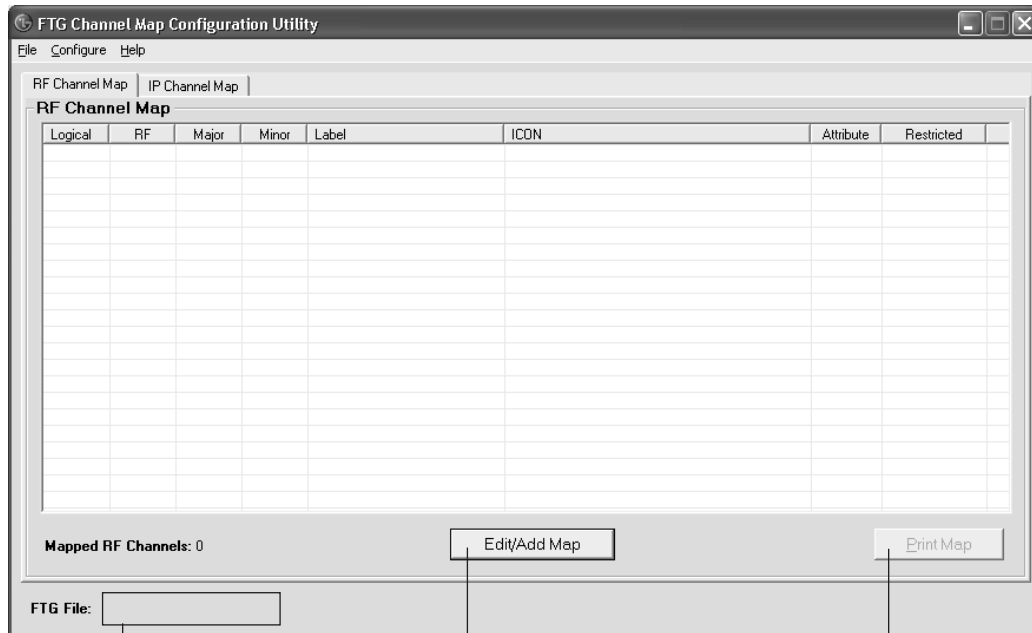 FTG Channel Map Configuration Utility
File Configure Help
RF Channel Map IP Channel Map
RF Channel Map
Logical RF Major Minor Label ICON Attribute Restricted
Mapped RF Channels: 0
Edit/Add Map
Print Map
FTG File: